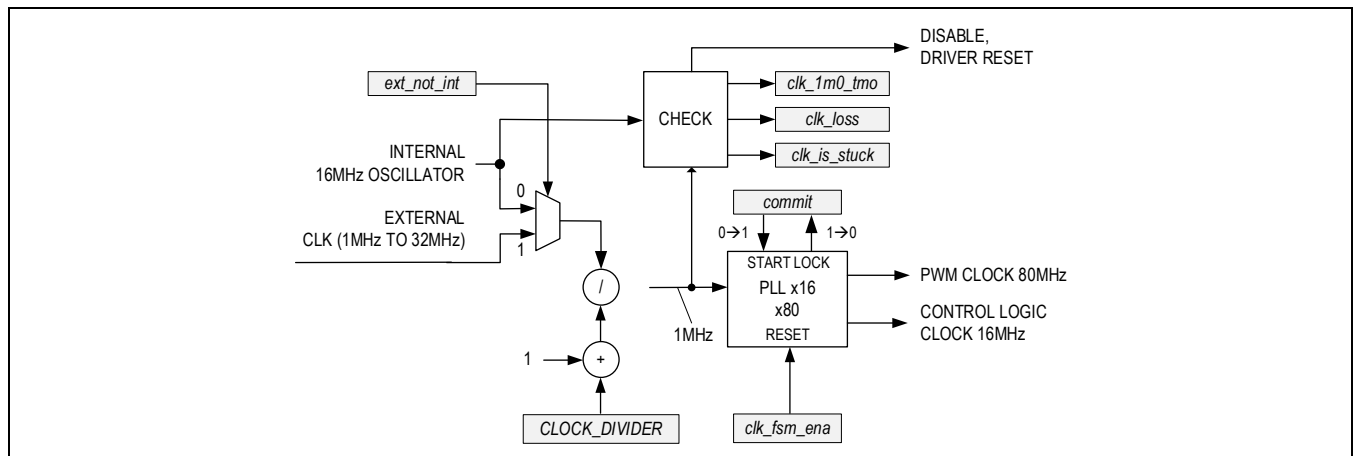 DISABLE,
DRIVER RESET
ext_not_int
clk_1m0_tmo
CHECK
clk_loss
clk_is_stuck
INTERNAL
16MHz OSCILLATOR
0
EXTERNAL
CLK (1MHz TO 32MHz)
1
commit
0→1
1→0
START LOCK
PLL x16
x80
RESET
/
1MHz
PWM CLOCK 80MHz
CONTROL LOGIC
CLOCK 16MHz
1
+
CLOCK_DIVIDER
clk_fsm_ena